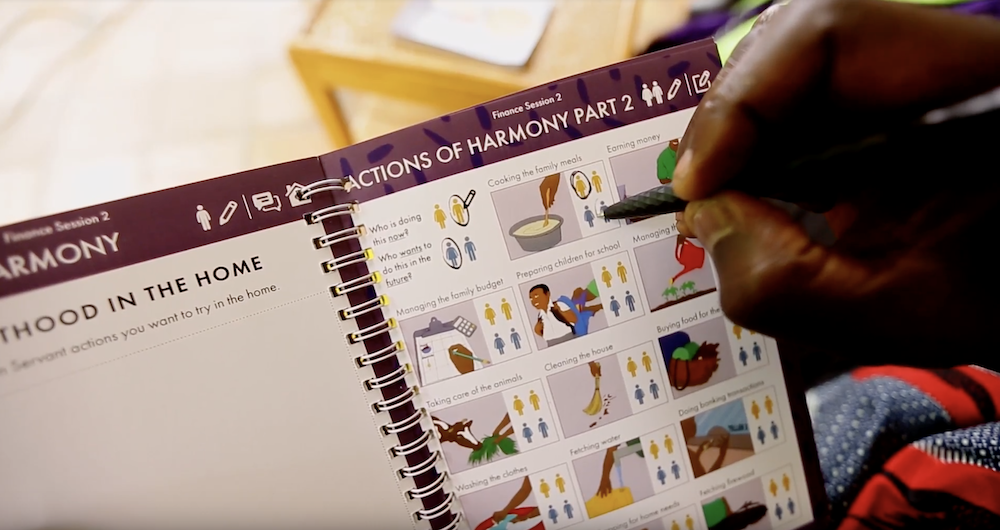 Finance Session 2
ARMONY
THOOD IN THE HOME
Servant actions you want to try in the home.
Finance Session 2
ACTIONS OF HARMONY PART 2
Who is doing
this now?
Who wants to
do this in the
future?
Cooking the family meals
Earning money
Managing the family budget
Preparing children for school
Managing the
Taking care of the animals
Cleaning the house
Buying food for the
Washing the clothes
Fetching water
Doing banking transactions
for home needs
Fetching firewood